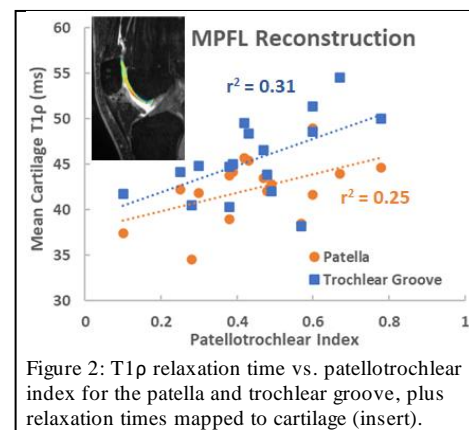 MPFL Reconstruction
60
55
50
45
40
35
30
Mean Cartilage T1ρ (ms)
r² = 0.31
r² = 0.25
Patella
Trochlear Groove
0
0.2
0.4
0.6
0.8
1
Patellotrochlear Index
Figure 2: T1ρ relaxation time vs. patellotrochlear
index for the patella and trochlear groove, plus
relaxation times mapped to cartilage (insert).